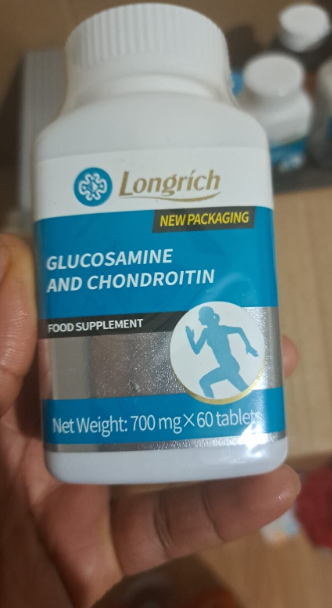 Longrich
NEW PACKAGING
GLUCOSAMINE
AND CHONDROITIN
FOOD SUPPLEMENT
Net Weight: 700 mg×60 tablets